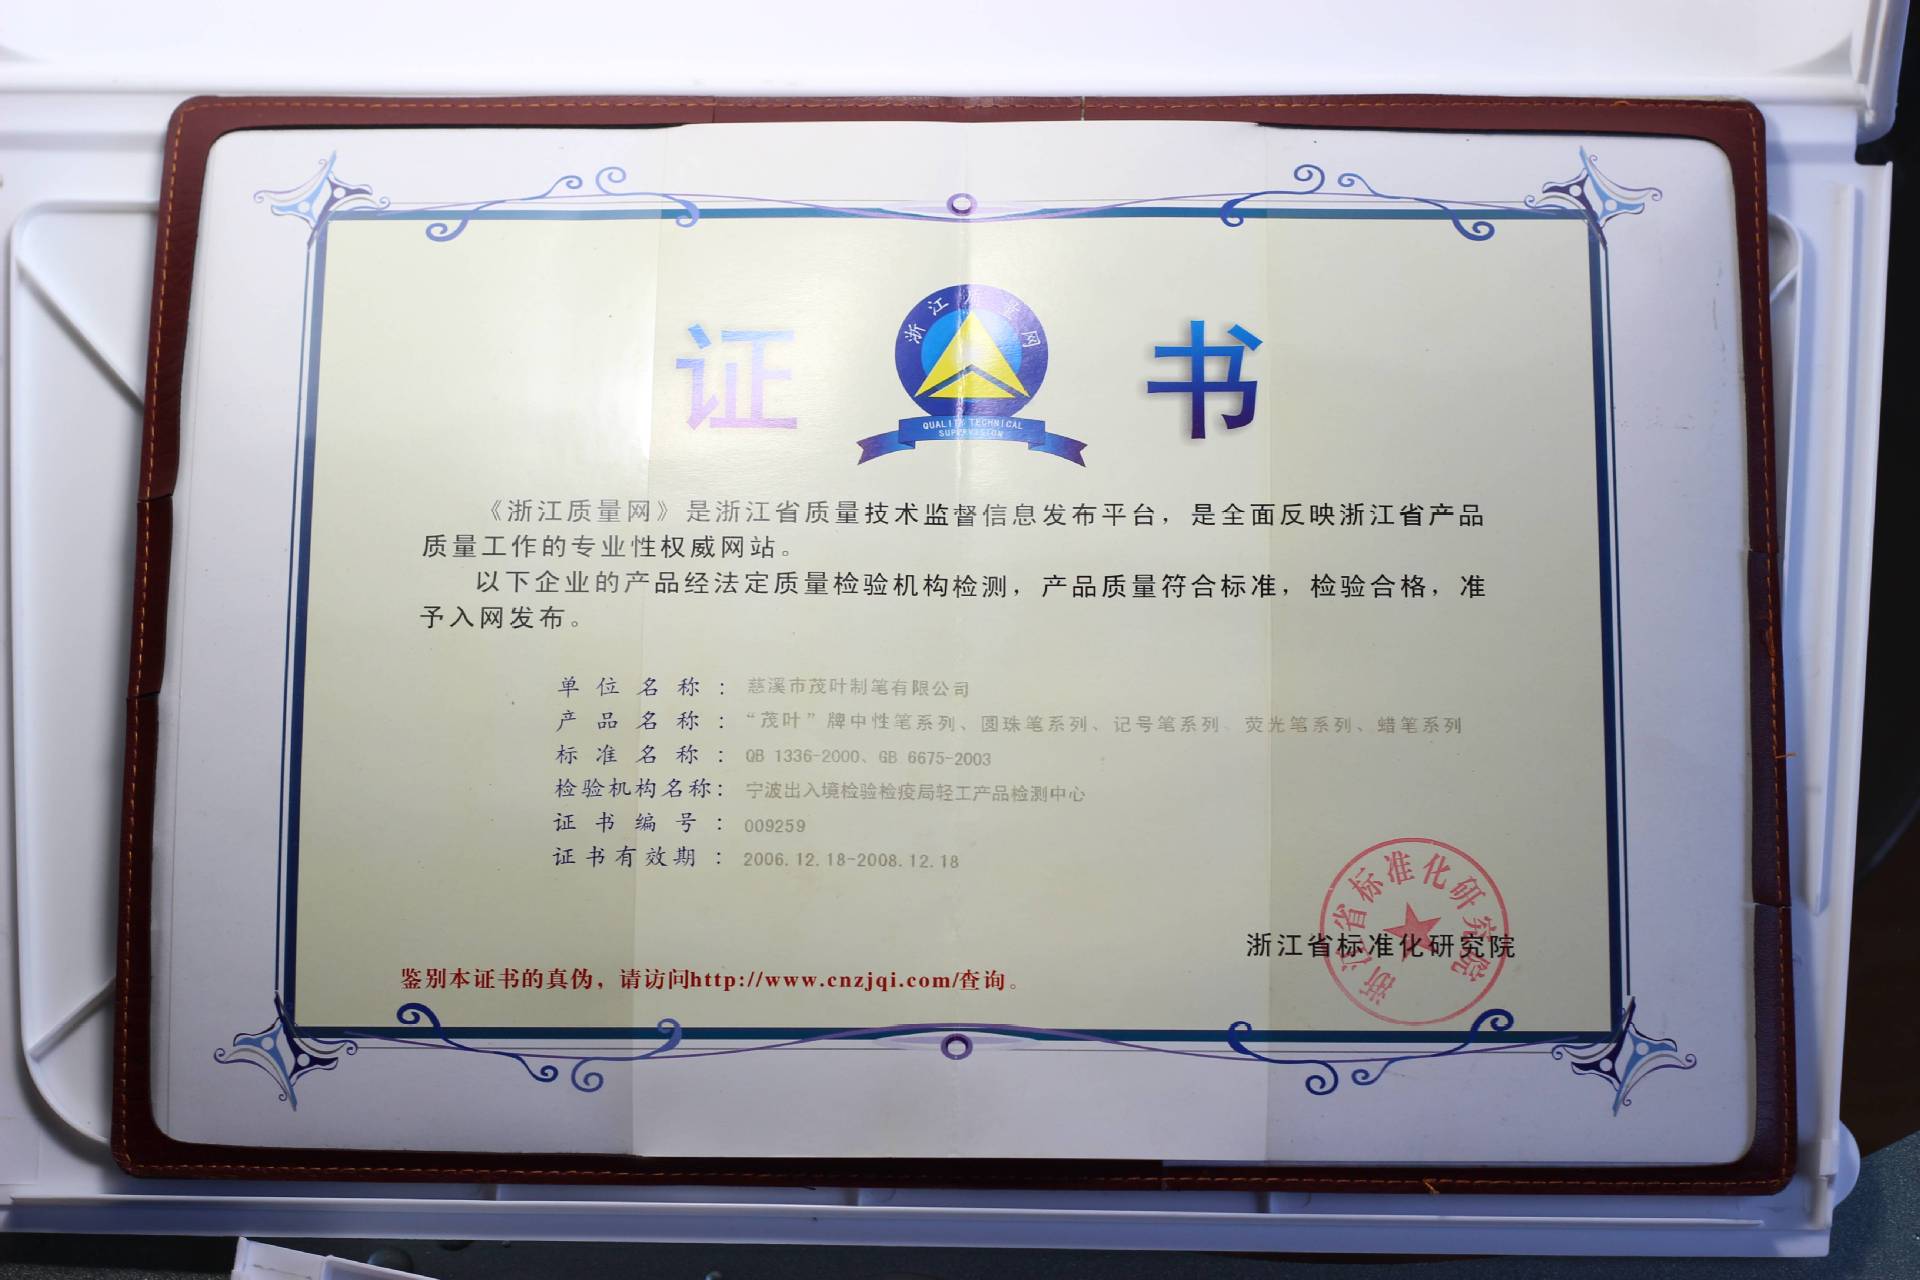 浙江质量网
证 书
QUALITY TECHNICAL
SUPERVISION
《浙江质量网》是浙江省质量技术监督信息发布平台，是全面反映浙江省产品
质量工作的专业性权威网站。
以下企业的产品经法定质量检验机构检测，产品质量符合标准，检验合格，准
予入网发布。
单位名称：慈溪市茂叶制笔有限公司
产品名称：“茂叶”牌中性笔系列、圆珠笔系列、记号笔系列、荧光笔系列、蜡笔系列
标准名称：QB 1336-2000、GB 6675-2003
检验机构名称：宁波出入境检验检疫局轻工产品检测中心
证书编号：009259
证书有效期：2006.12.18-2008.12.18
浙江省标准化研究院
浙江省标准化研究院
鉴别本证书的真伪，请访问http://www.cnzjqi.com/查询。